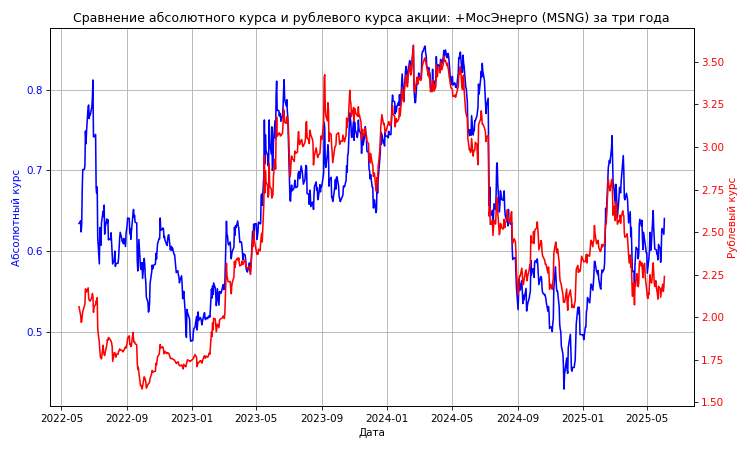 Сравнение абсолютного курса и рублевого курса акции: +МосЭнерго (MSNG) за три года
Абсолютный курс
0.8
0.7
0.6
0.5
3.50
3.25
3.00
2.75
2.50
2.25
2.00
1.75
1.50
Рублевый курс
2022-05 2022-09 2023-01 2023-05 2023-09 2024-01 2024-05 2024-09 2025-01 2025-05
Дата